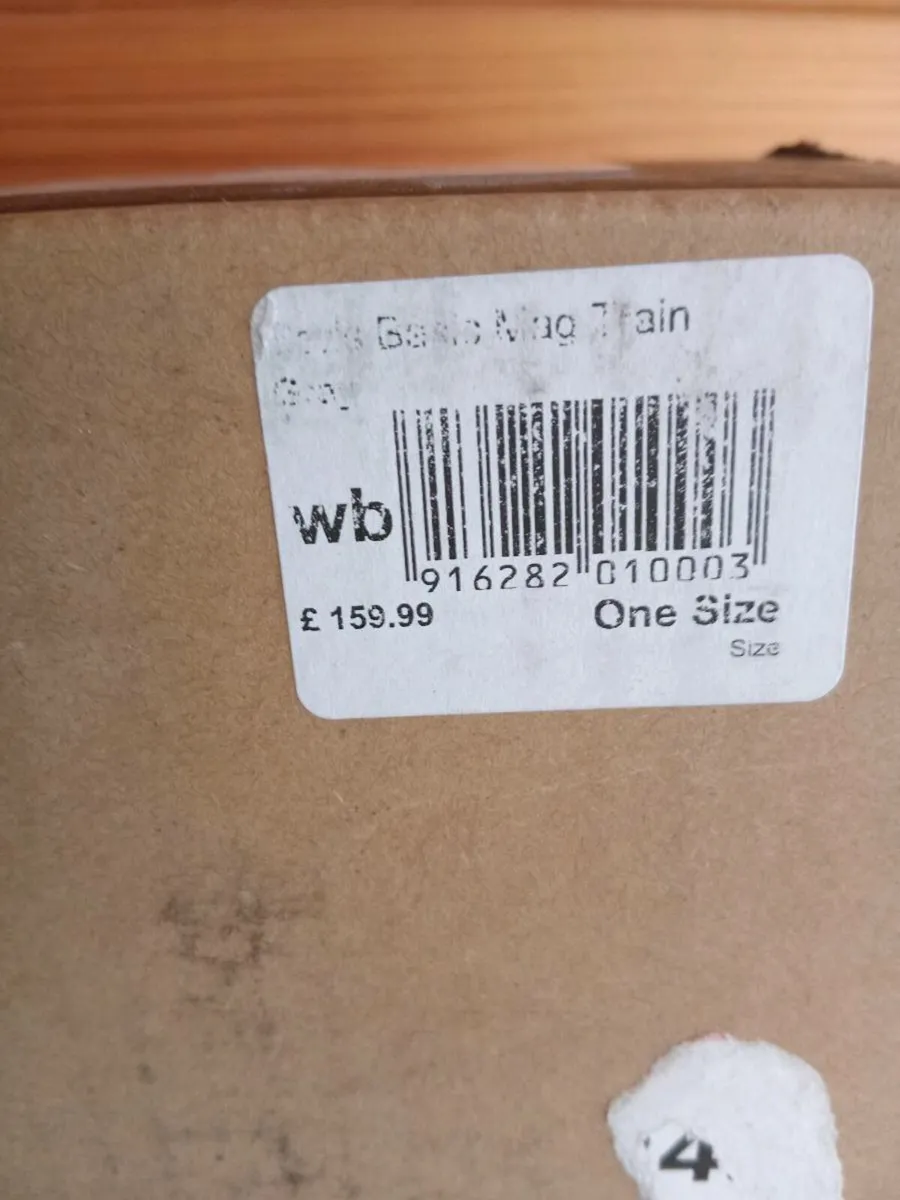 Basic Mag Train
wb
916282 010003
£ 159.99
One Size
Size
4